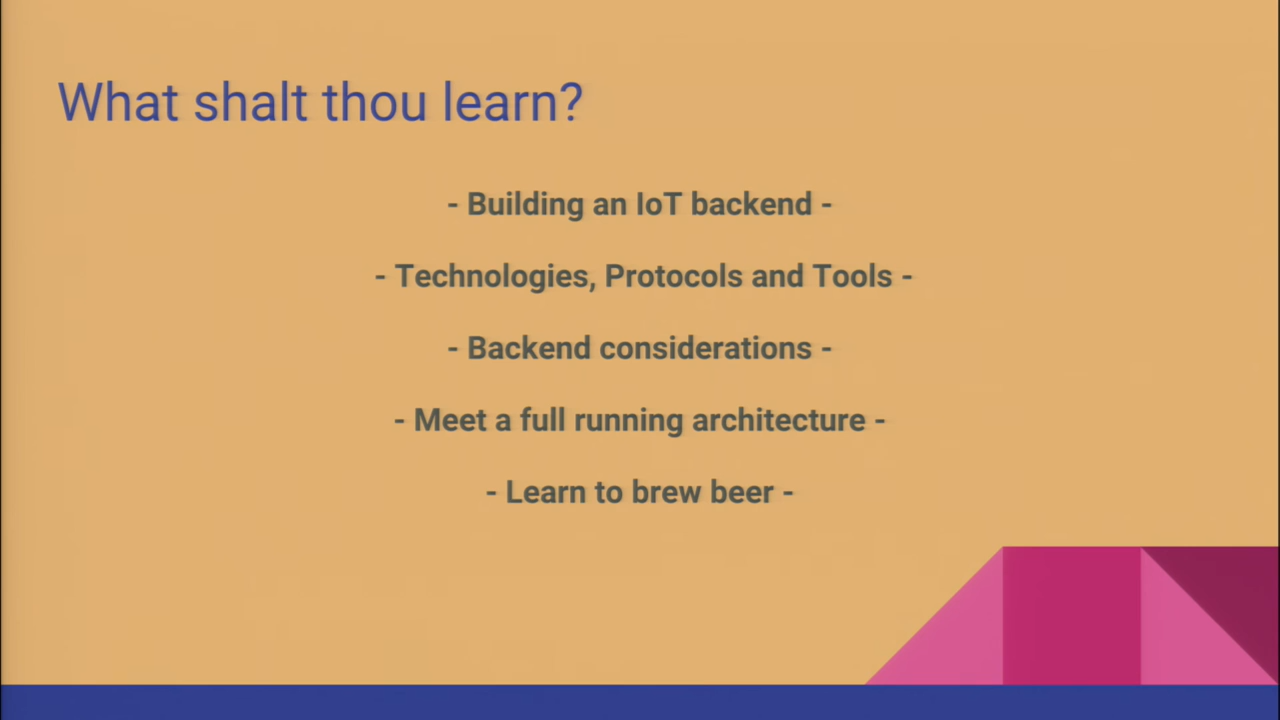 What shalt thou learn?
- Building an IoT backend -
- Technologies, Protocols and Tools -
- Backend considerations -
- Meet a full running architecture -
- Learn to brew beer -